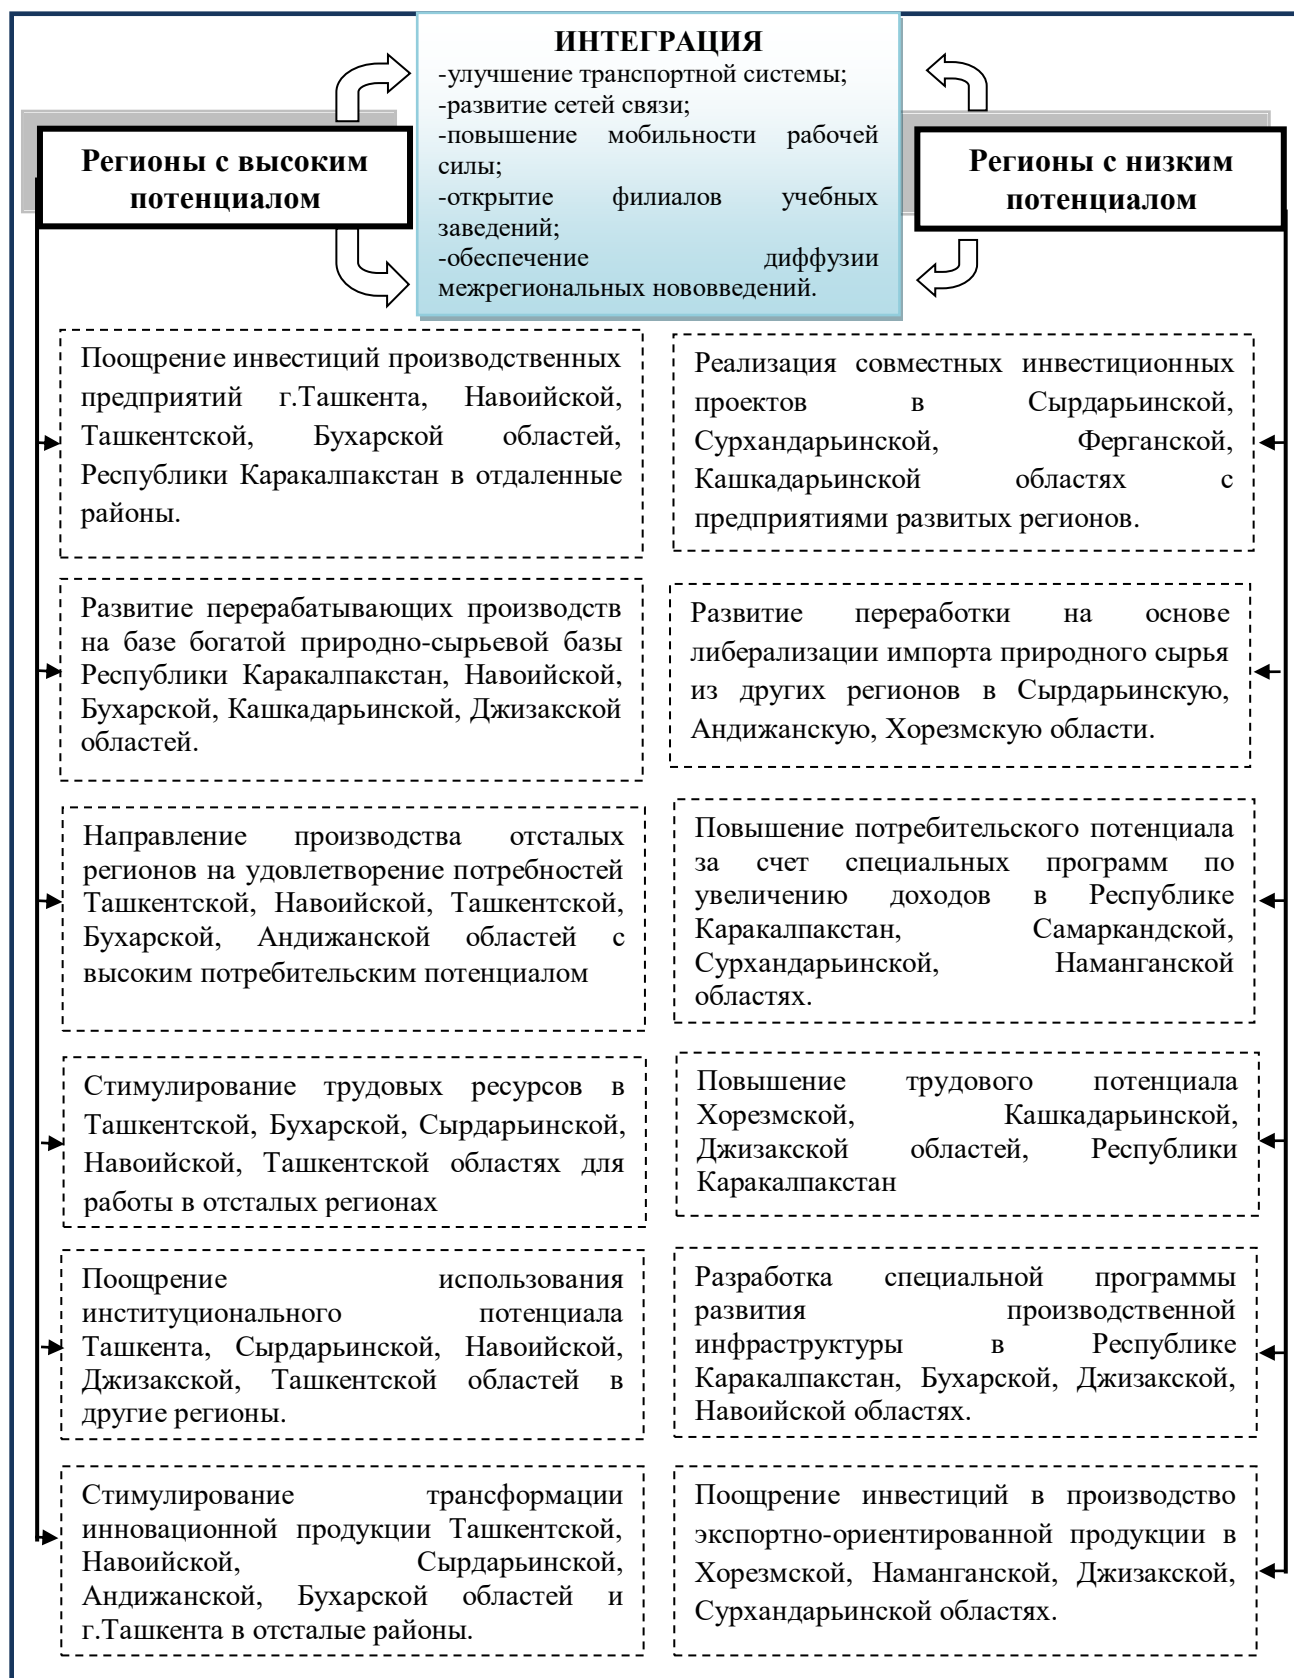 ИНТЕГРАЦИЯ
-улучшение транспортной системы;
-развитие сетей связи;
-повышение мобильности рабочей
силы;
-открытие филиалов учебных
заведений;
-обеспечение диффузии
межрегиональных нововведений.
Регионы с высоким
потенциалом
Регионы с низким
потенциалом
Поощрение инвестиций производственных
предприятий г.Ташкента, Навоийской,
Ташкентской, Бухарской областей,
Республики Каракалпакстан в отдаленные
районы.
Реализация совместных инвестиционных
проектов в Сырдарьинской,
Сурхандарьинской, Ферганской,
Кашкадарьинской областях с
предприятиями развитых регионов.
Развитие перерабатывающих производств
на базе богатой природно-сырьевой базы
Республики Каракалпакстан, Навоийской,
Бухарской, Кашкадарьинской, Джизакской
областей.
Развитие переработки на основе
либерализации импорта природного сырья
из других регионов в Сырдарьинскую,
Андижанскую, Хорезмскую области.
Направление производства отсталых
регионов на удовлетворение потребностей
Ташкентской, Навоийской, Ташкентской,
Бухарской, Андижанской областей с
высоким потребительским потенциалом
Повышение потребительского потенциала
за счет специальных программ по
увеличению доходов в Республике
Каракалпакстан, Самаркандской,
Сурхандарьинской, Наманганской
областях.
Стимулирование трудовых ресурсов в
Ташкентской, Бухарской, Сырдарьинской,
Навоийской, Ташкентской областях для
работы в отсталых регионах
Повышение трудового потенциала
Хорезмской, Кашкадарьинской,
Джизакской областей, Республики
Каракалпакстан
Поощрение использования
институционального потенциала
Ташкента, Сырдарьинской, Навоийской,
Джизакской, Ташкентской областей в
другие регионы.
Разработка специальной программы
развития производственной
инфраструктуры в Республике
Каракалпакстан, Бухарской, Джизакской,
Навоийской областях.
Стимулирование трансформации
инновационной продукции Ташкентской,
Навоийской, Сырдарьинской,
Андижанской, Бухарской областей и
г.Ташкента в отсталые районы.
Поощрение инвестиций в производство
экспортно-ориентированной продукции в
Хорезмской, Наманганской, Джизакской,
Сурхандарьинской областях.